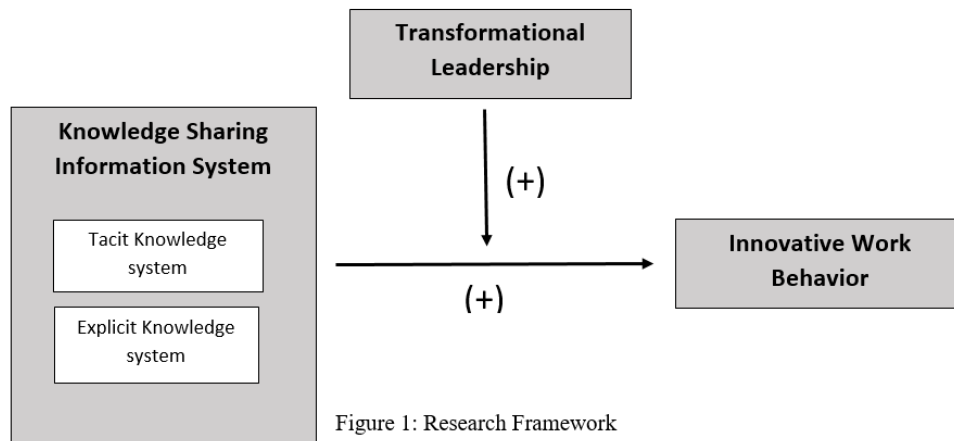 Transformational
Leadership
Knowledge Sharing
Information System
(+)
Tacit Knowledge
system
Innovative Work
Behavior
(+)
Explicit Knowledge
system
Figure 1: Research Framework